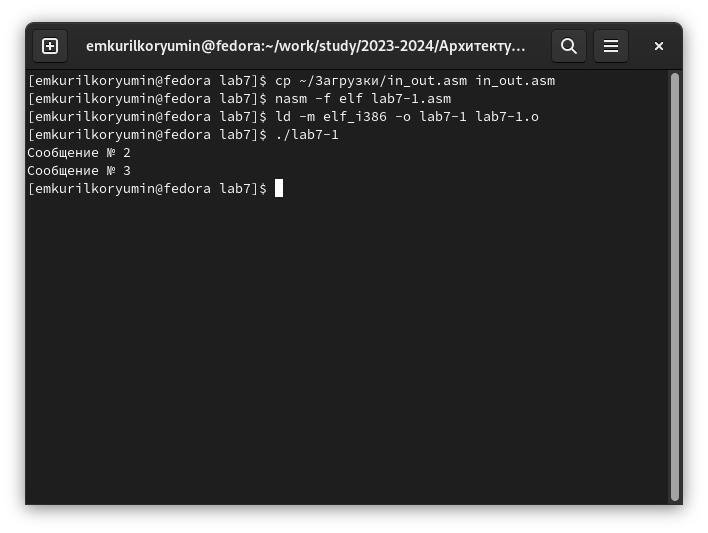 emkurilkoryumin@fedora:~/work/study/2023-2024/Архитекту...
[emkurilkoryumin@fedora lab7]$ cp ~/Загрузки/in_out.asm in_out.asm
[emkurilkoryumin@fedora lab7]$ nasm -f elf lab7-1.asm
[emkurilkoryumin@fedora lab7]$ ld -m elf_i386 -o lab7-1 lab7-1.o
[emkurilkoryumin@fedora lab7]$ ./lab7-1
Сообщение № 2
Сообщение № 3
[emkurilkoryumin@fedora lab7]$